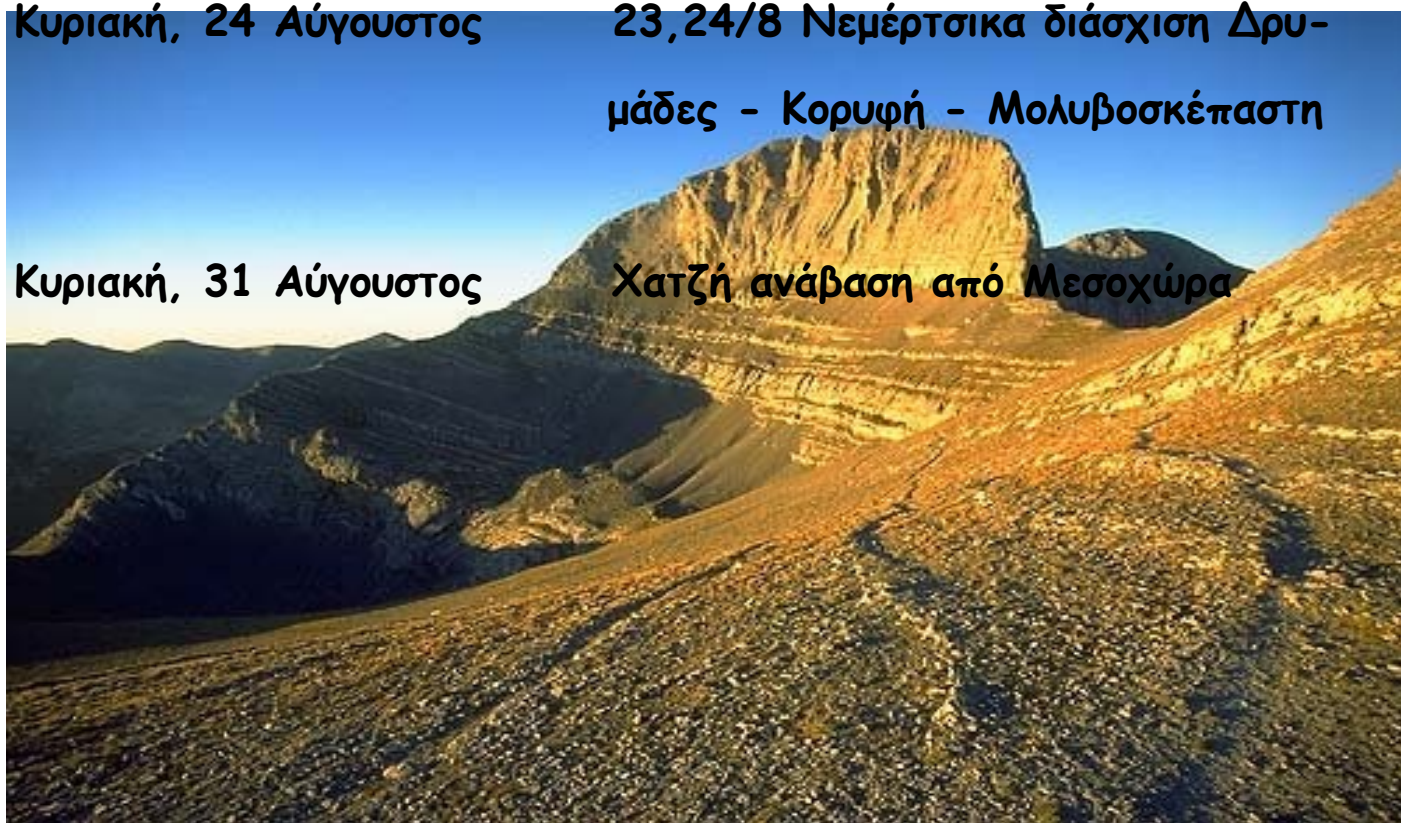 Κυριακή, 24 Αύγουστος 23,24/8 Νεμέρτσικα διάσχιση Δρυ-
μάδες - Κορυφή - Μολυβοσκέπαστη
Κυριακή, 31 Αύγουστος Χατζή ανάβαση από Μεσοχώρα